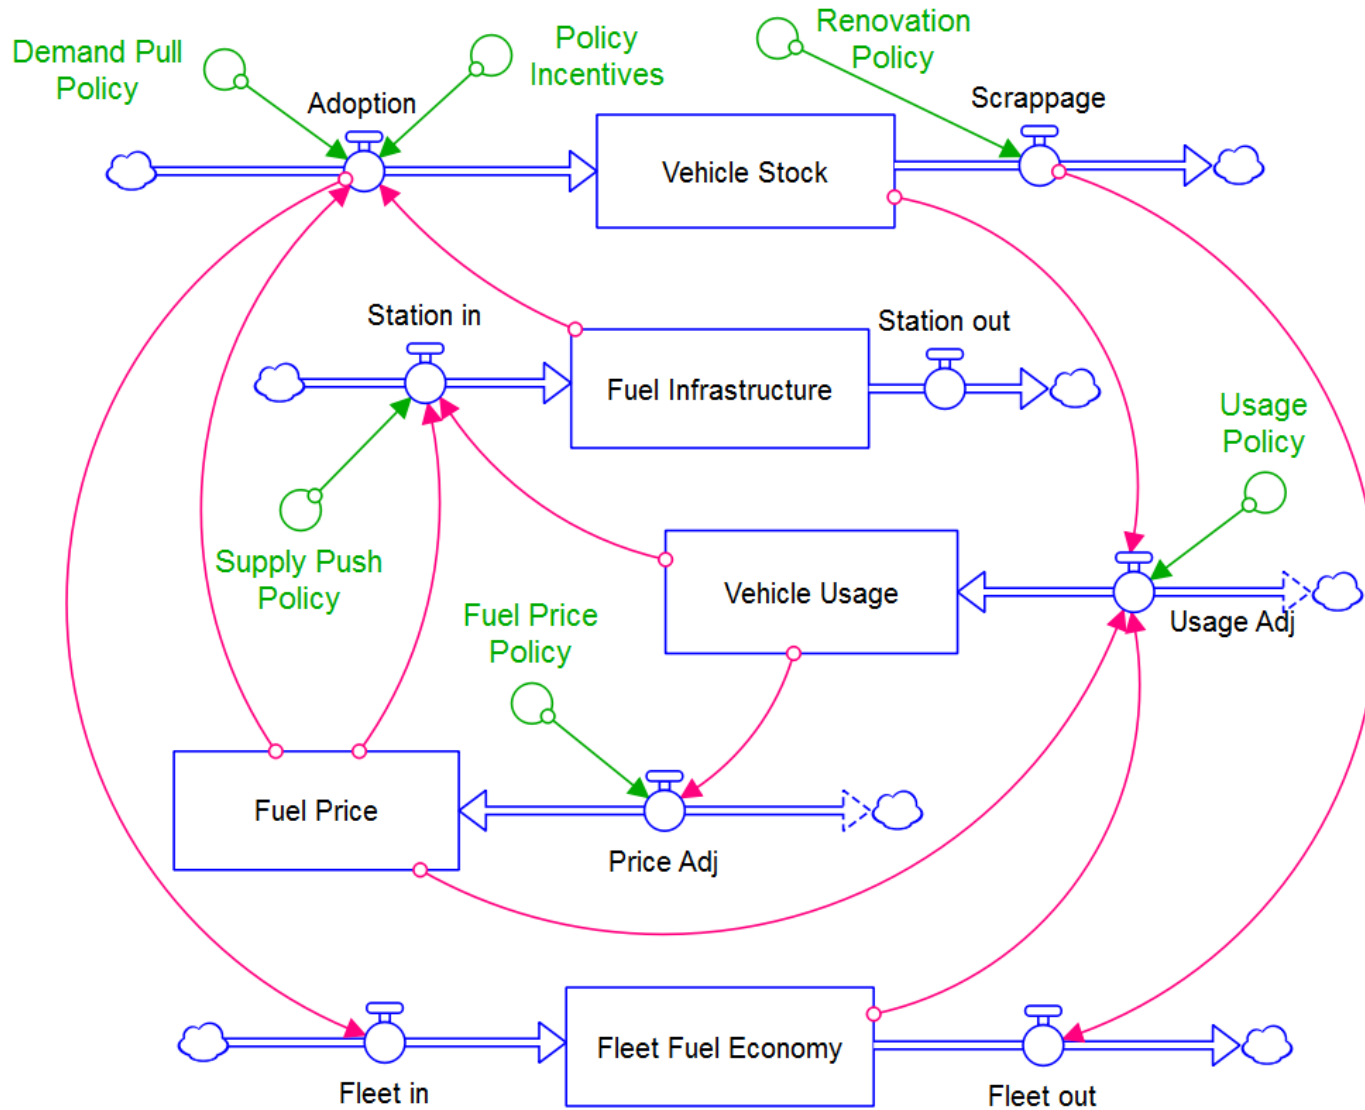 Demand Pull
Policy
Policy
Incentives
Renovation
Policy
Adoption
Scrappage
Vehicle Stock
Station in
Station out
Fuel Infrastructure
Usage
Policy
Supply Push
Policy
Vehicle Usage
Usage Adj
Fuel Price
Policy
Fuel Price
Price Adj
Fleet Fuel Economy
Fleet in
Fleet out